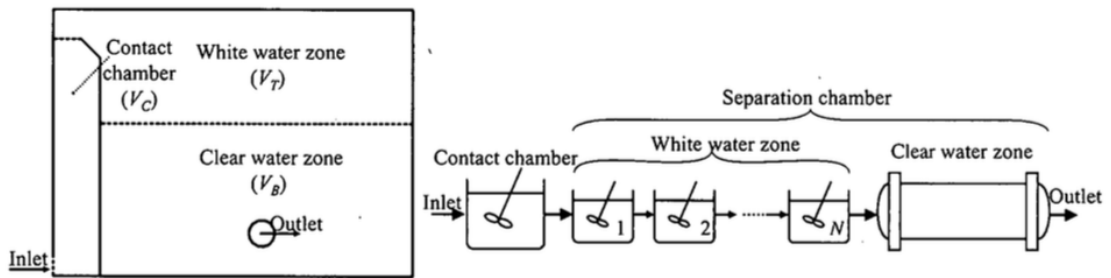 Contact
chamber
(V_C)
White water zone
(V_T)
Clear water zone
(V_B)
Outlet
Inlet
Separation chamber
White water zone
Contact chamber
Clear water zone
Inlet
1
2
N
Outlet